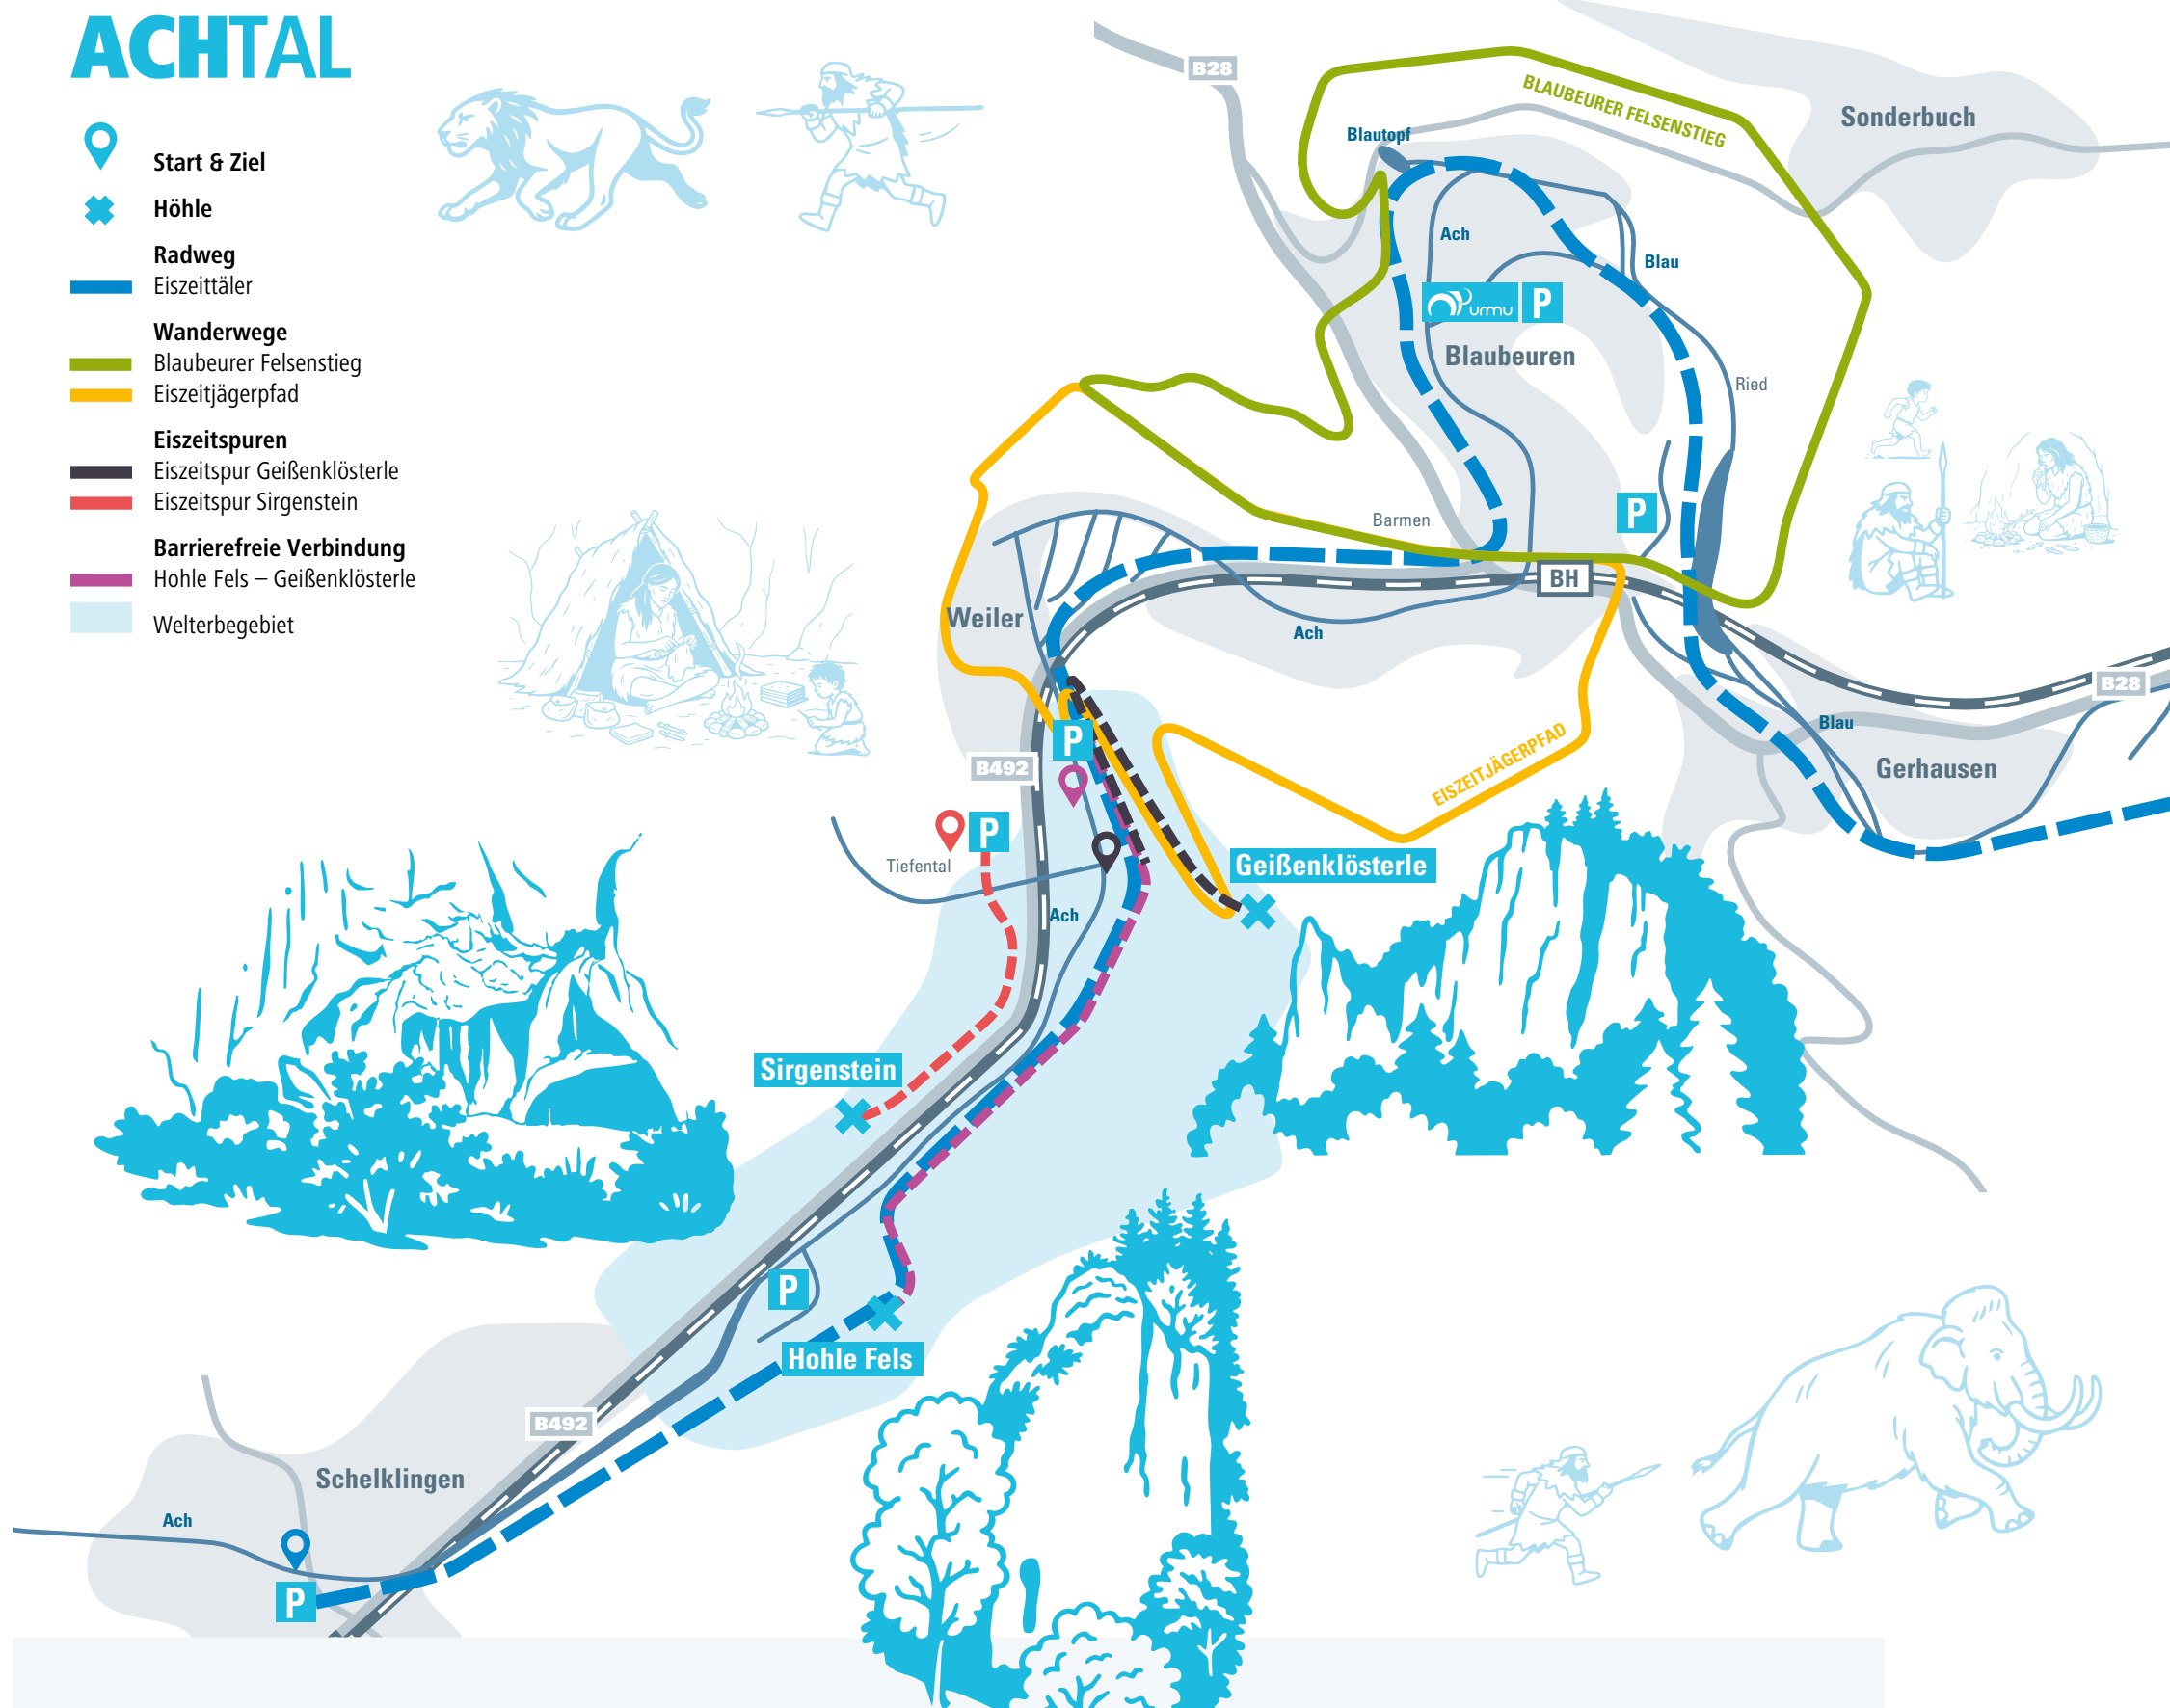 ACHTAL
Start & Ziel
Höhle
Radweg
Eiszeittäler
Wanderwege
Blaubeurer Felsenstieg
Eiszeitjägerpfad
Eiszeitspuren
Eiszeitspur Geißenklösterle
Eiszeitspur Sirgenstein
Barrierefreie Verbindung
Hohle Fels – Geißenklösterle
Welterbegebiet
B28
BLAUBEURER FELSENSTIEG
Sonderbuch
Blautopf
Ach
Blau
urmu
P
Blaubeuren
Ried
Barmen
P
BH
Weiler
Ach
B28
Blau
P
B492
EISZEITJÄGERPFAD
Gerhausen
P
Tiefental
Geißenklösterle
Ach
Sirgenstein
P
Hohle Fels
B492
Schelklingen
Ach
P